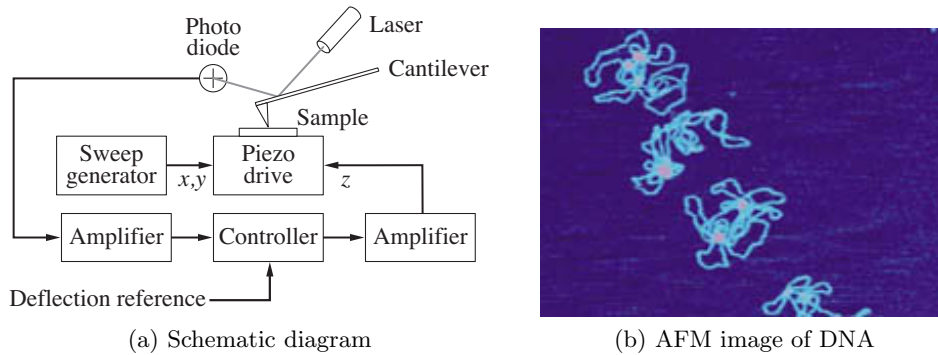 Photo
diode
Laser
Cantilever
Sample
Sweep
generator
x,y
Piezo
drive
z
Amplifier
Controller
Amplifier
Deflection reference
(a) Schematic diagram
(b) AFM image of DNA